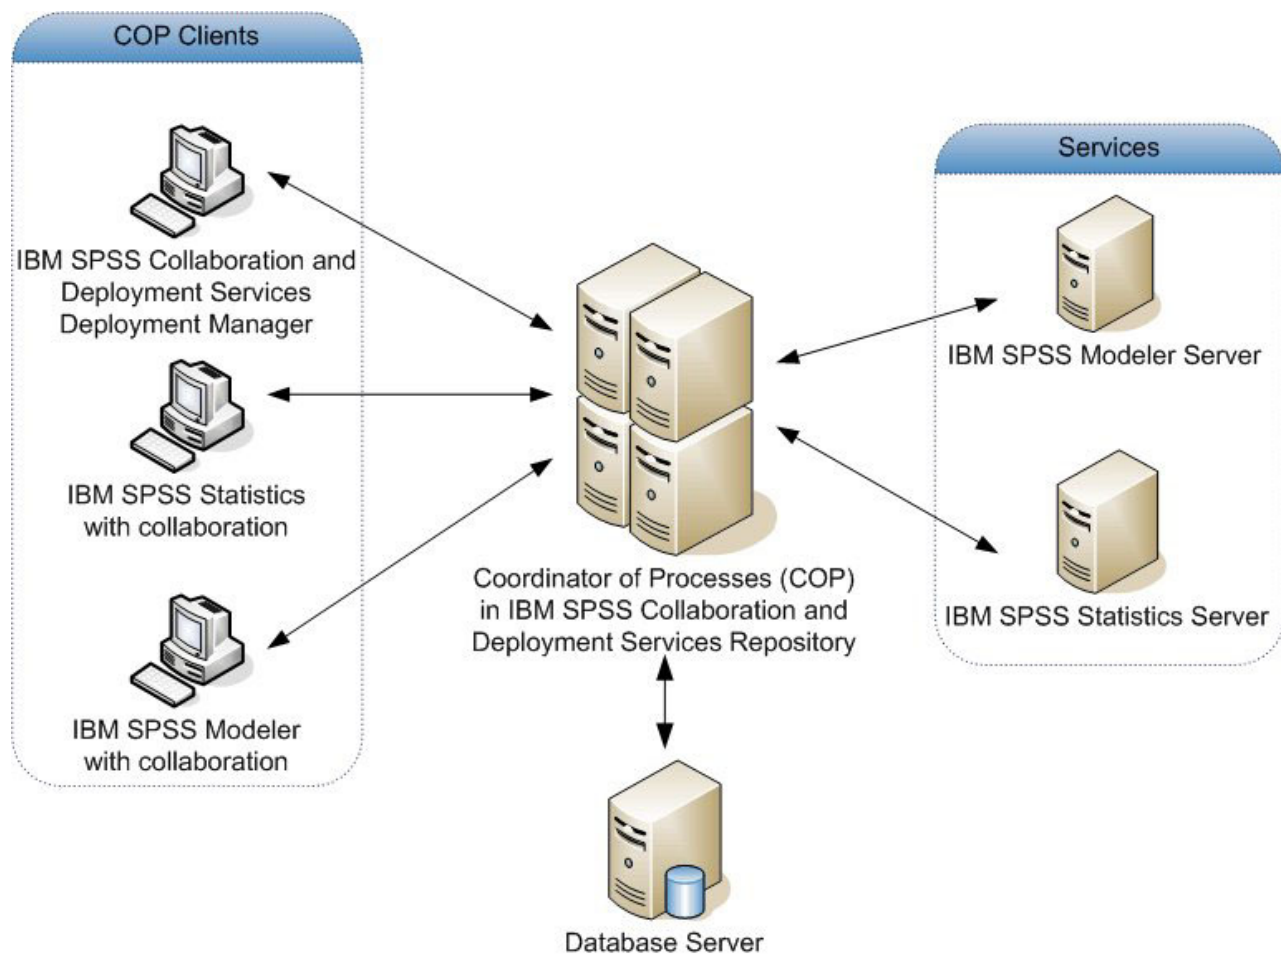 COP Clients
IBM SPSS Collaboration and
Deployment Services
Deployment Manager
IBM SPSS Statistics
with collaboration
IBM SPSS Modeler
with collaboration
Coordinator of Processes (COP)
in IBM SPSS Collaboration and
Deployment Services Repository
Database Server
Services
IBM SPSS Modeler Server
IBM SPSS Statistics Server